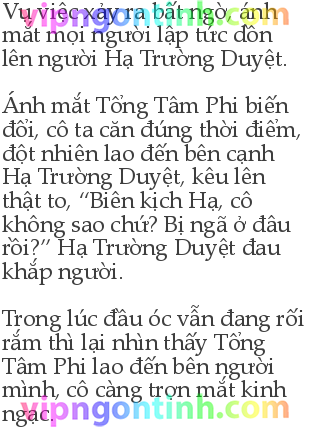 Vụ việc xảy ra bất ngờ, ánh
mắt mọi người lập tức dồn
lên người Hạ Trường Duyệt.
Ánh mắt Tổng Tâm Phi biến
đổi, cô ta căn đúng thời điểm,
đột nhiên lao đến bên cạnh
Hạ Trường Duyệt, kêu lên
thật to, “Biên kịch Hạ, cô
không sao chứ? Bị ngã ở đâu
rồi?” Hạ Trường Duyệt đau
khắp người.
Trong lúc đầu óc vẫn đang rối
rắm thì lại nhìn thấy Tổng
Tâm Phi lao đến bên người
mình, cô càng trợn mắt kinh
ngạc.
vipngontinh.com
vipngontinh.com